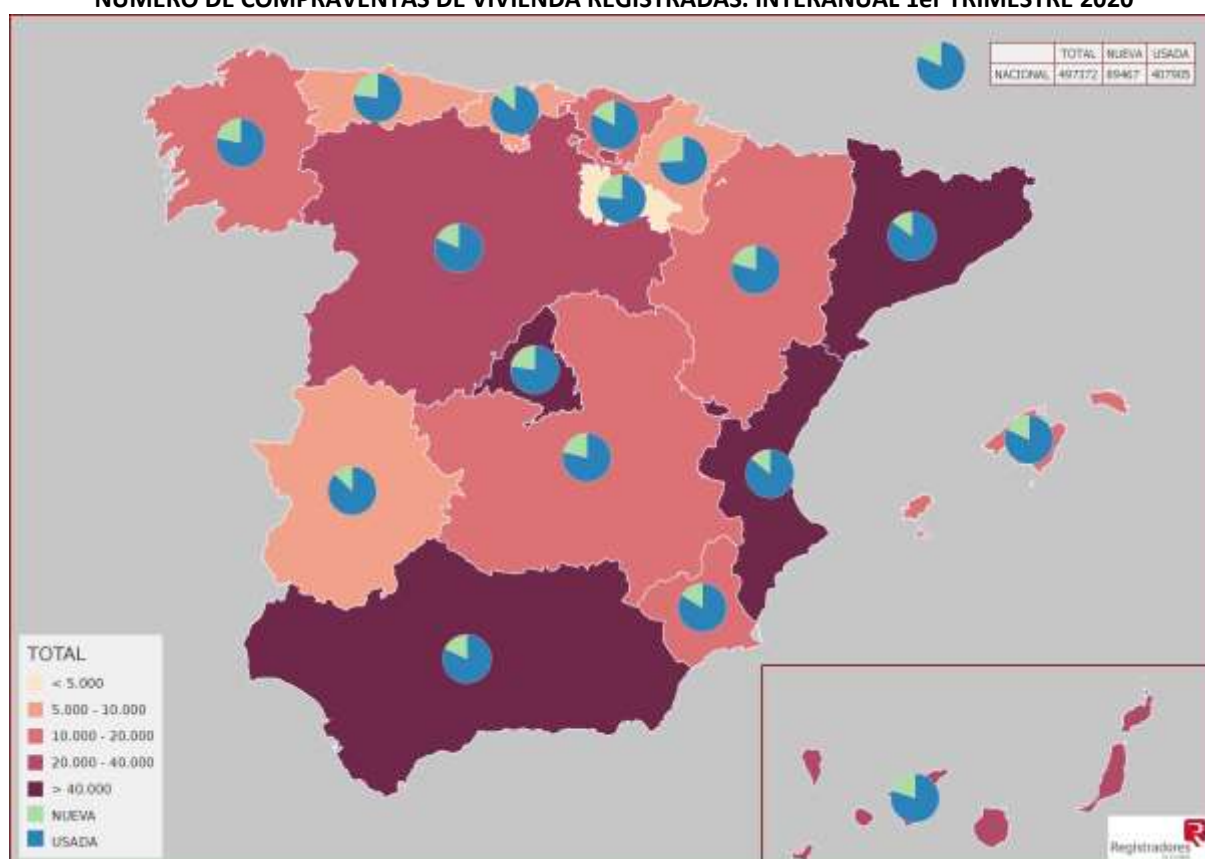 NÚMERO DE COMPRAVENTAS DE VIVIENDA REGISTRADAS. INTERANUAL 1er TRIMESTRE 2020
TOTAL NUEVA USADA
NACIONAL 497372 89467 407905
TOTAL
< 5.000
5.000 - 10.000
10.000 - 20.000
20.000 - 40.000
> 40.000
NUEVA
USADA
Registradores